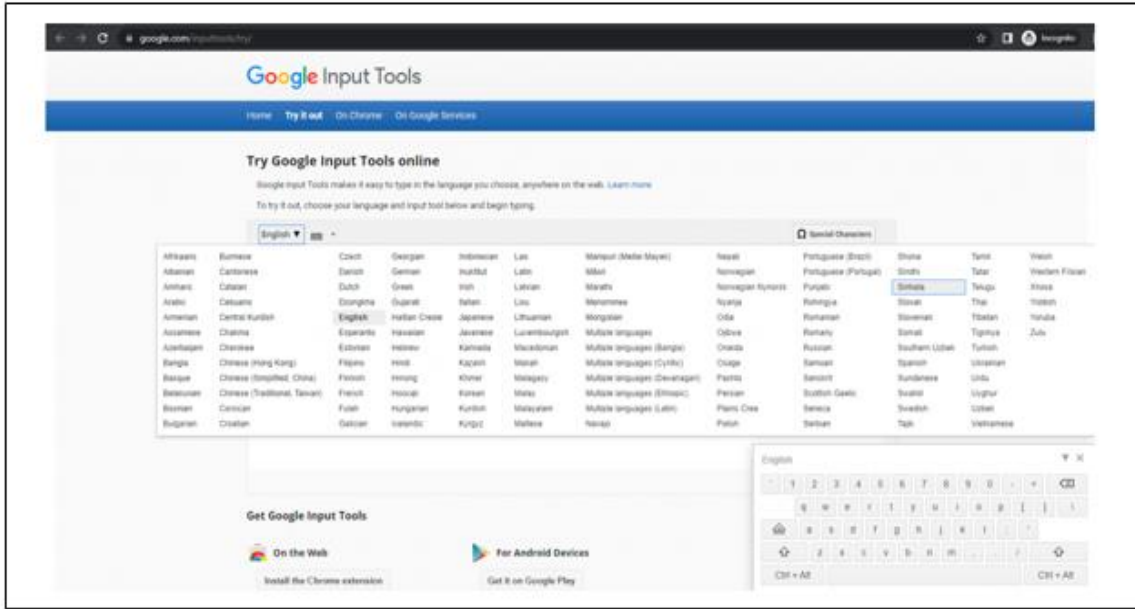 google.com/inputtools/try/
Incognito
Google Input Tools
Home Try it out On Chrome On Google Services
Try Google Input Tools online
Google Input Tools makes it easy to type in the language you choose, anywhere on the web. Learn more
To try it out, choose your language and input tool below and begin typing.
English ▼
Special Characters
Afrikaans Burmese Czech Georgian Indonesian Lao Manipuri (Meitei Mayek) Nepali Portuguese (Brazil) Shona Tamil Welsh
Albanian Cantonese Danish German Inuktitut Latin Māori Norwegian Portuguese (Portugal) Sindhi Tatar Western Frisian
Amharic Catalan Dutch Greek Irish Latvian Marathi Norwegian Nynorsk Punjabi Sinhala Telugu Xhosa
Arabic Cebuano Dzongkha Gujarati Italian Lisu Menominee Nyanja Rohingya Slovak Thai Yiddish
Armenian Central Kurdish English Haitian Creole Japanese Lithuanian Mongolian Odia Romanian Slovenian Tibetan Yoruba
Assamese Chakma Esperanto Hawaiian Javanese Luxembourgish Multiple languages Ojibwe Romany Somali Tigrinya Zulu
Azerbaijani Cherokee Estonian Hebrew Kannada Macedonian Multiple languages (Bangla) Oneida Russian Southern Uzbek Turkish
Bangla Chinese (Hong Kong) Filipino Hindi Kazakh Multiple languages (Cyrillic) Osage Samoan Spanish Ukrainian
Basque Chinese (Simplified, China) Finnish Hmong Khmer Malagasy Multiple languages (Devanagari) Pashto Sanskrit Sundanese Urdu
Belarusian Chinese (Traditional, Taiwan) French Korean Malay Multiple languages (Ethiopic) Persian Scottish Gaelic Swahili Uyghur
Bosnian Corsican Fulah Hungarian Kurdish Malayalam Multiple languages (Latin) Plains Cree Seneca Swedish Uzbek
Bulgarian Croatian Galician Icelandic Kyrgyz Maltese Navajo Polish Serbian Tajik Vietnamese
English
1 2 3 4 5 6 7 8 9 0 - =
q w e r t y u i o p [ ] \
a s d f g h j k l ; '
z x c v b n m , . /
Ctrl + Alt Ctrl + Alt
Get Google Input Tools
On the Web For Android Devices
Install the Chrome extension Get it on Google Play